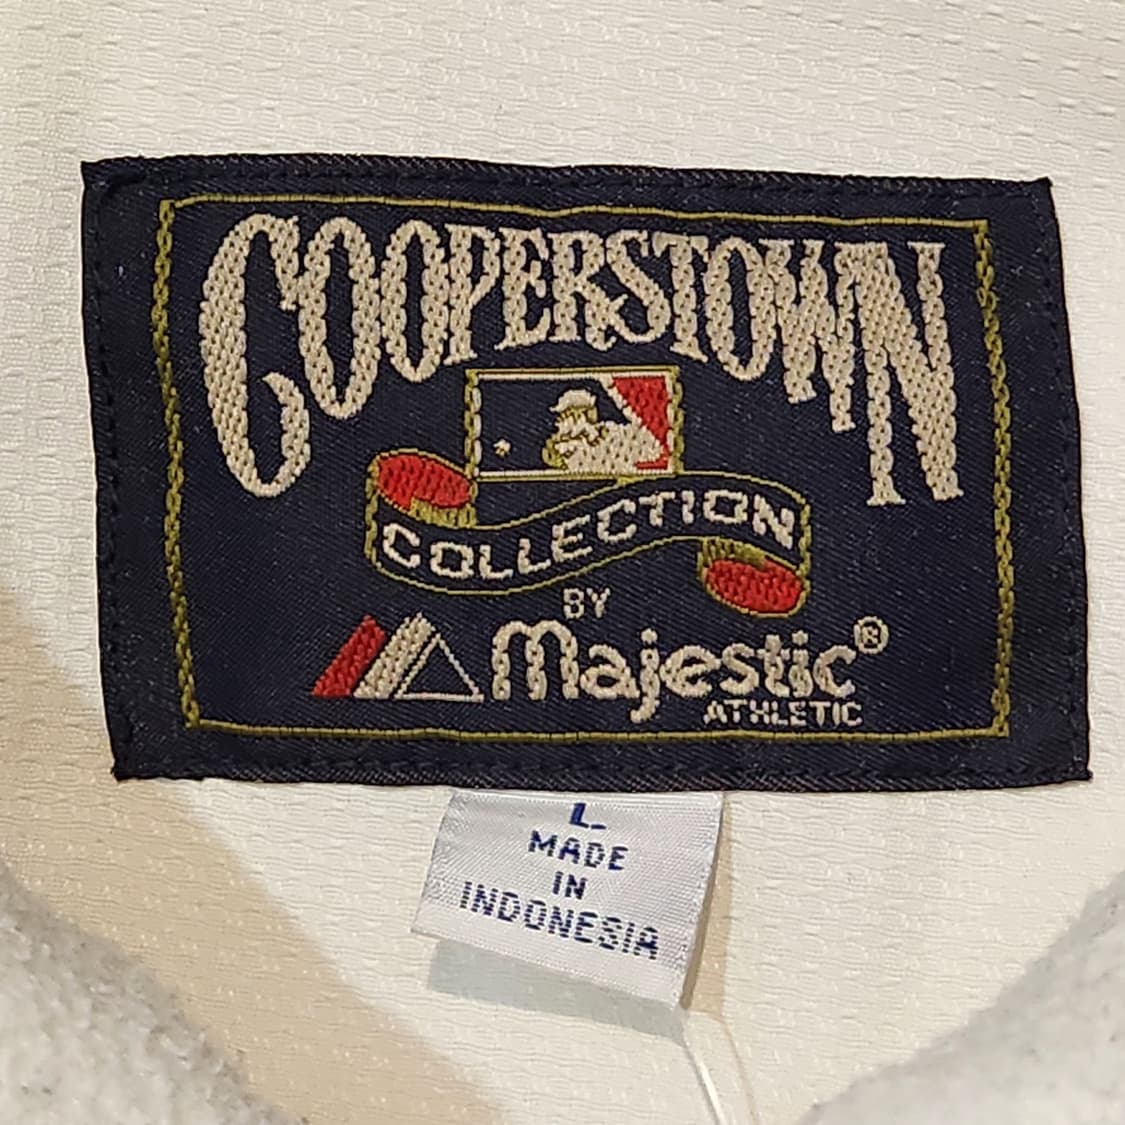 COOPERSTOWN
COLLECTION
BY
Majestic®
ATHLETIC
L
MADE
IN
INDONESIA